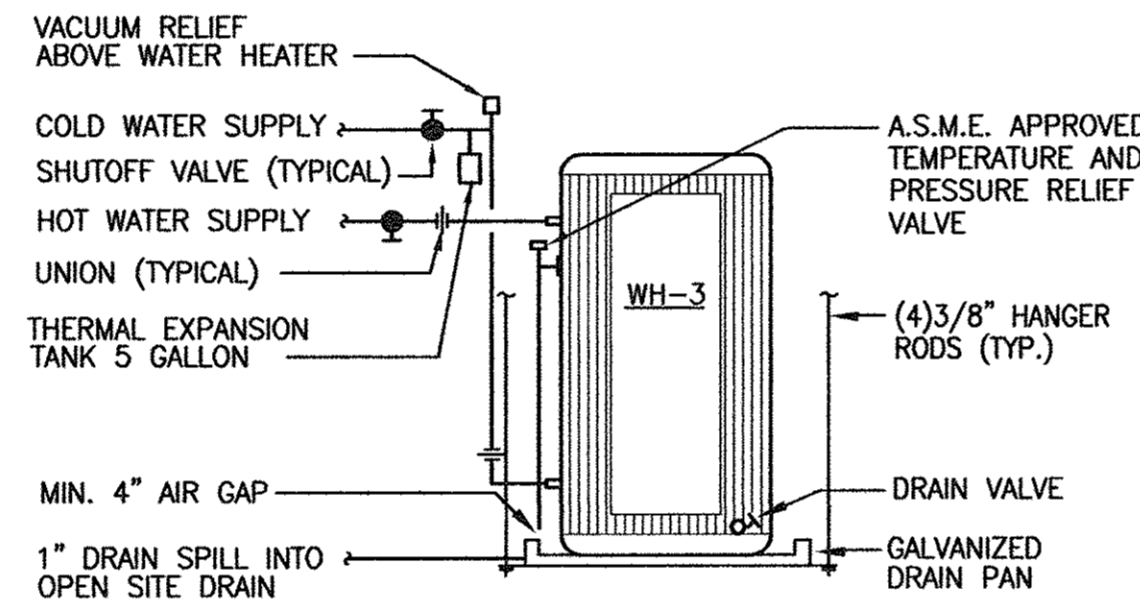 VACUUM RELIEF
ABOVE WATER HEATER
COLD WATER SUPPLY
SHUTOFF VALVE (TYPICAL)
HOT WATER SUPPLY
UNION (TYPICAL)
THERMAL EXPANSION
TANK 5 GALLON
MIN. 4" AIR GAP
1" DRAIN SPILL INTO
OPEN SITE DRAIN
WH-3
A.S.M.E. APPROVED
TEMPERATURE AND
PRESSURE RELIEF
VALVE
(4)3/8" HANGER
RODS (TYP.)
DRAIN VALVE
GALVANIZED
DRAIN PAN